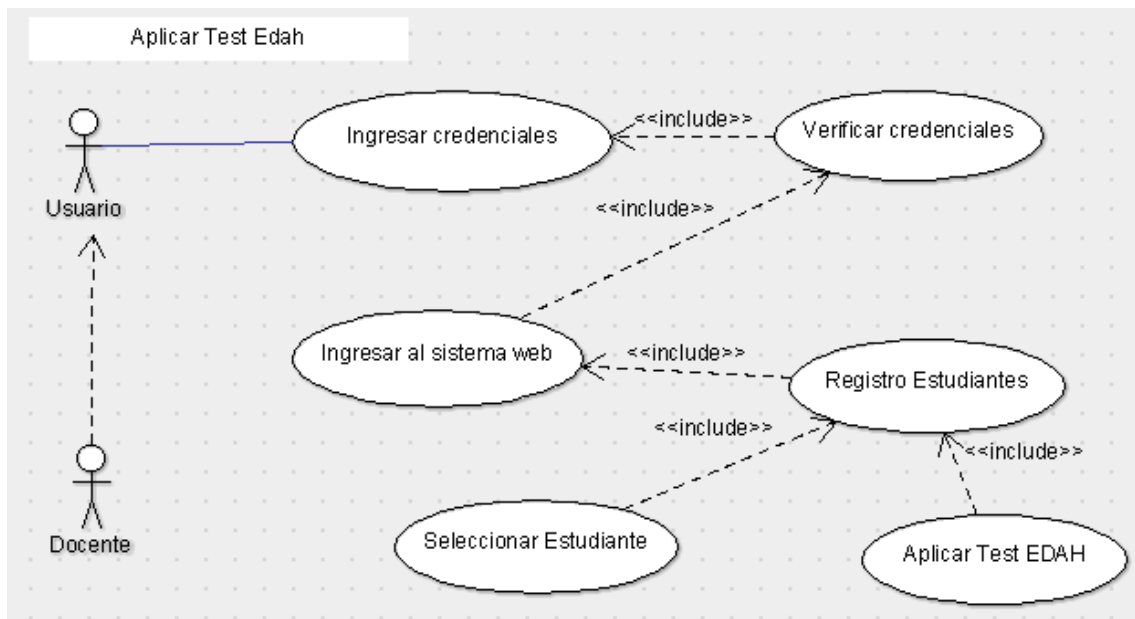 Aplicar Test Edah
Ingresar credenciales
<<include>>
Verificar credenciales
Usuario
<<include>>
Ingresar al sistema web
<<include>>
Registro Estudiantes
<<include>>
<<include>>
Docente
Seleccionar Estudiante
Aplicar Test EDAH